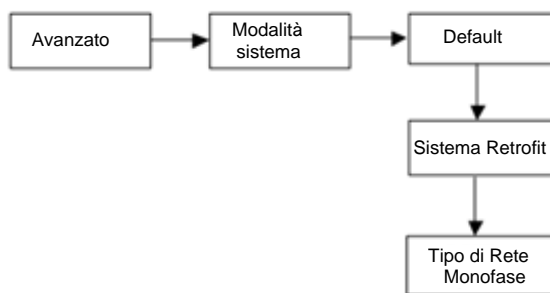 Avanzato
Modalità
sistema
Default
Sistema Retrofit
Tipo di Rete
Monofase